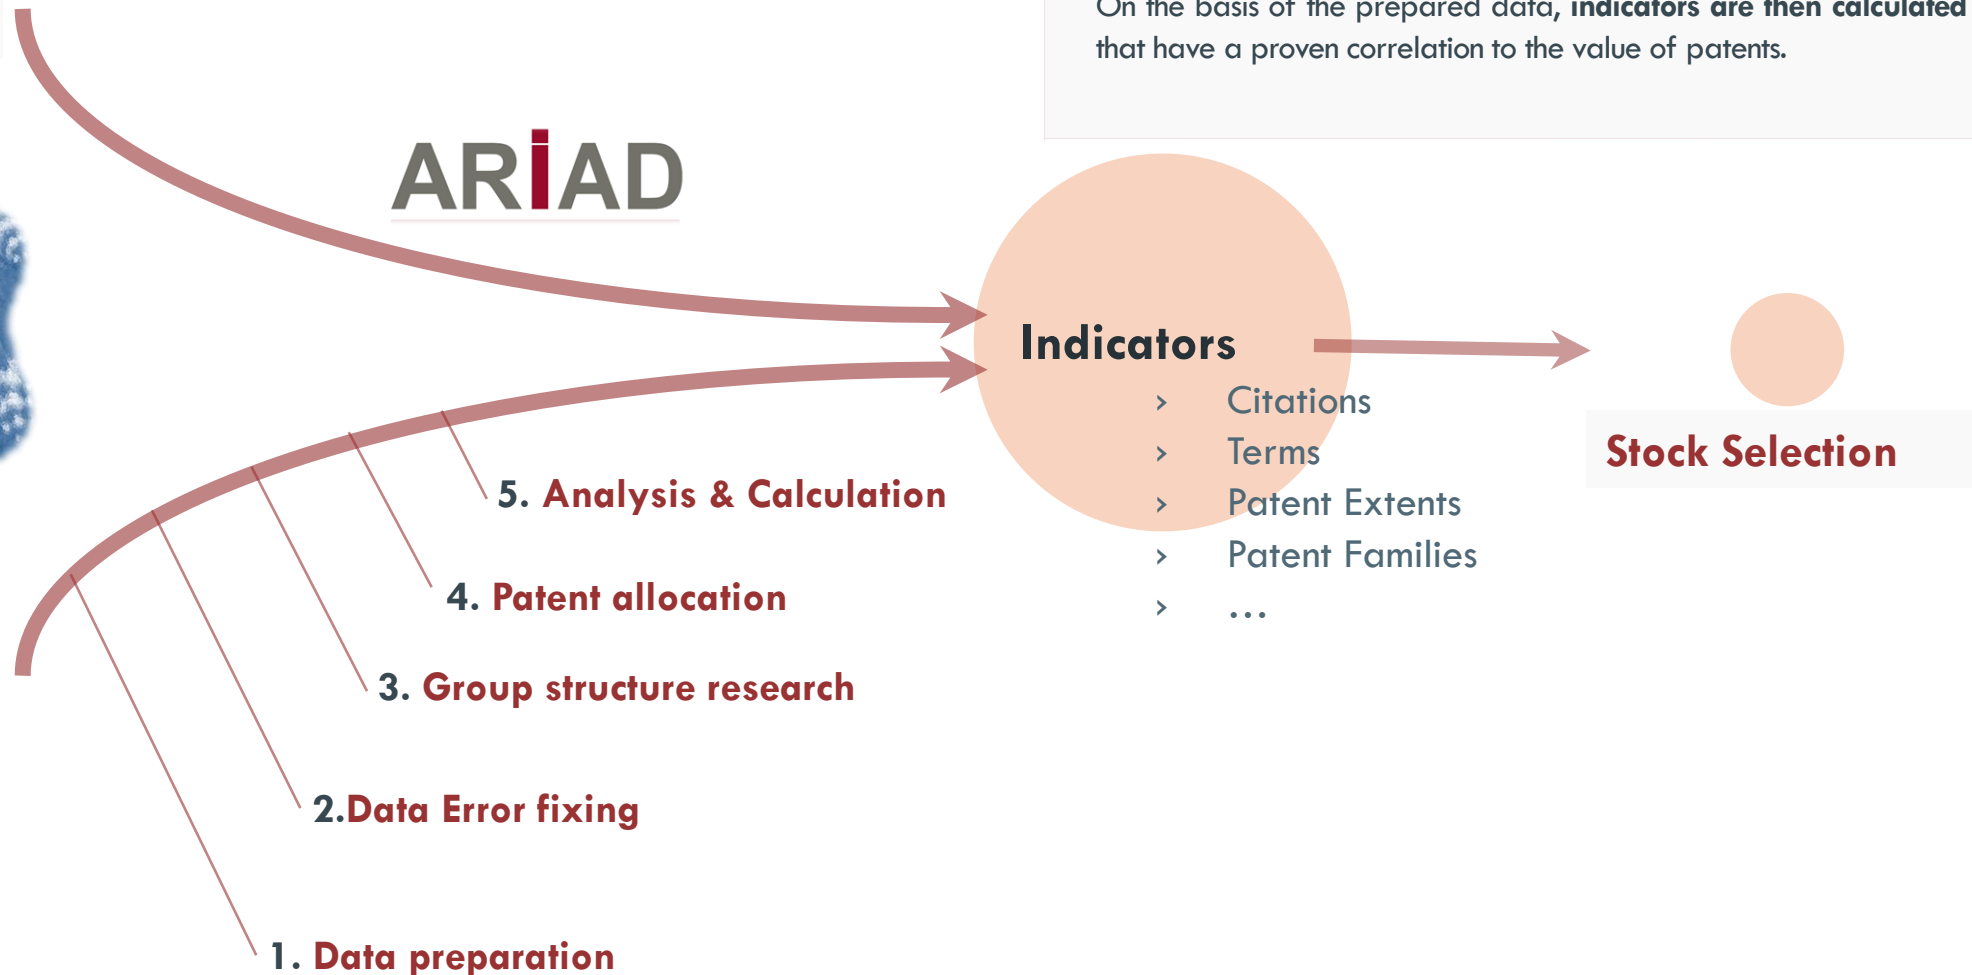 On the basis of the prepared data, indicators are then calculated
that have a proven correlation to the value of patents.
ARiAD
Indicators
› Citations
› Terms
› Patent Extents
› Patent Families
› ...
Stock Selection
5. Analysis & Calculation
4. Patent allocation
3. Group structure research
2.Data Error fixing
1. Data preparation